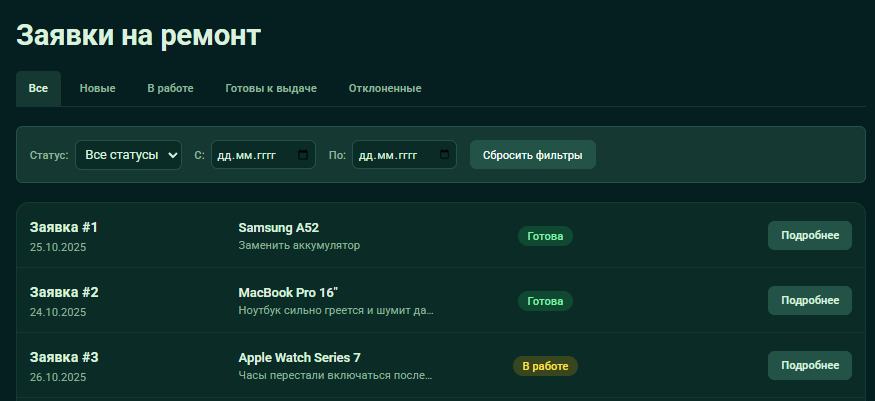 Заявки на ремонт
Все Новые В работе Готовы к выдаче Отклоненные
Статус: Все статусы С: дд.мм.гггг По: дд.мм.гггг Сбросить фильтры
Заявка #1 Samsung A52 Готова Подробнее
25.10.2025 Заменить аккумулятор
Заявка #2 MacBook Pro 16" Готова Подробнее
24.10.2025 Ноутбук сильно греется и шумит да...
Заявка #3 Apple Watch Series 7 В работе Подробнее
26.10.2025 Часы перестали включаться после...